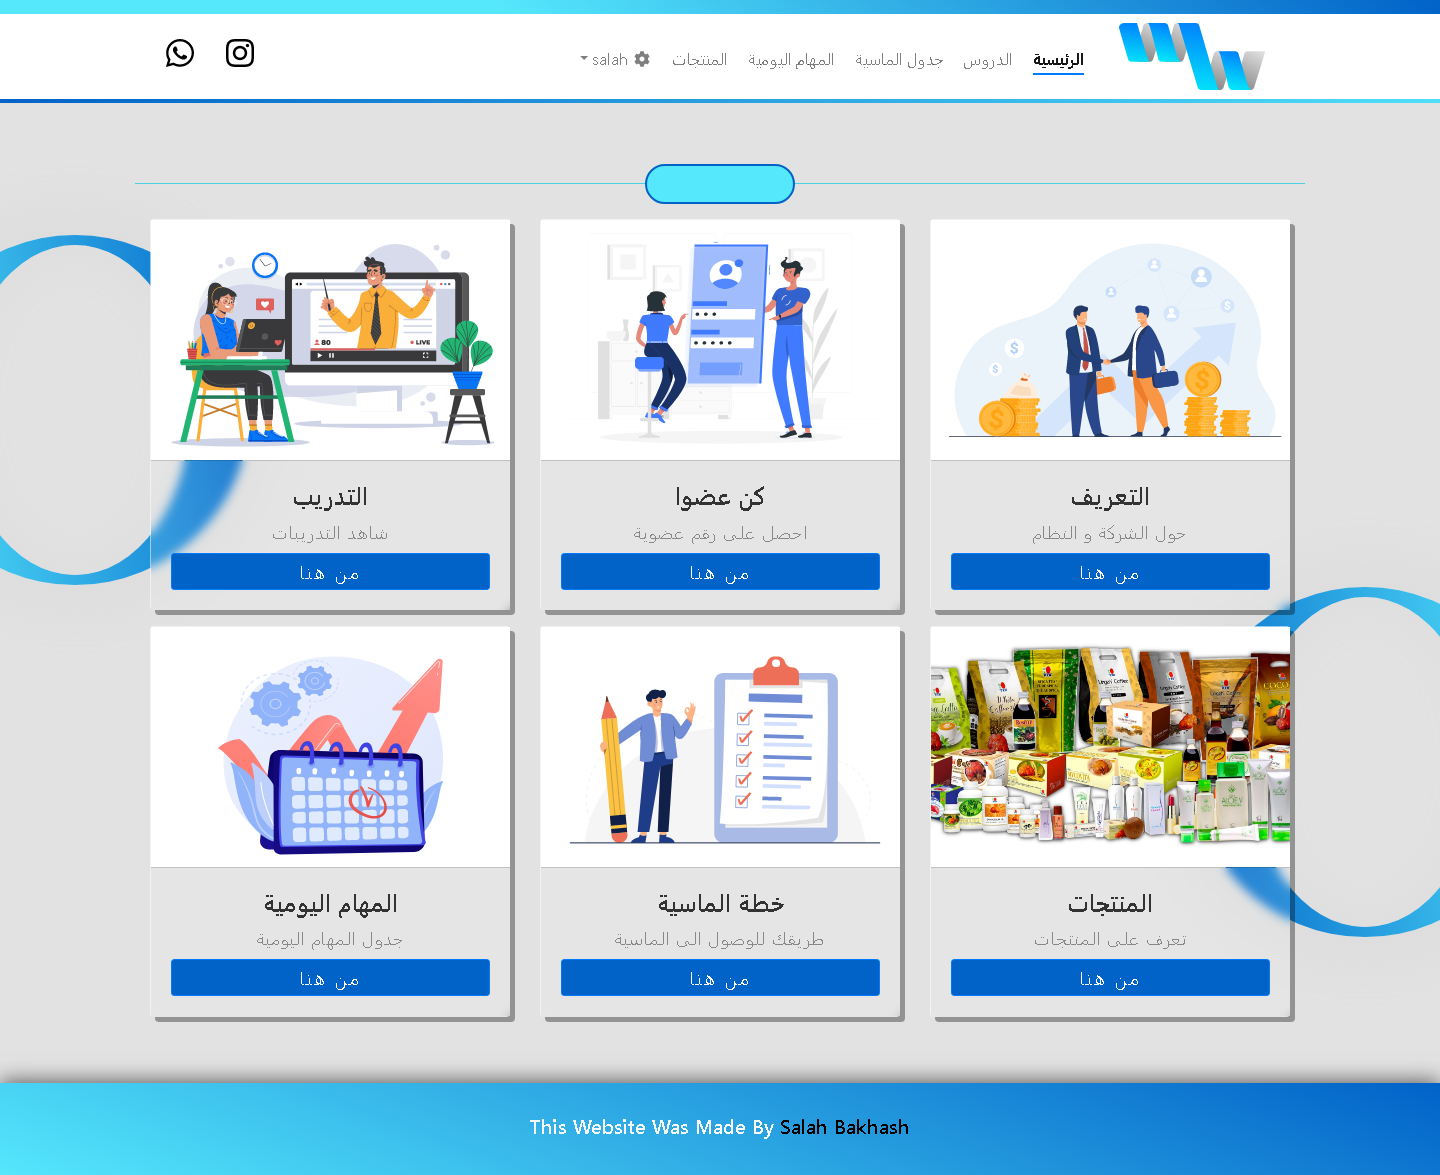 الرئيسية
الدروس
جدول الماسية
المهام اليومية
المنتجات
salah
التعريف
حول الشركة و النظام
من هنا
80
LIVE
كن عضوا
احصل على رقم عضوية
من هنا
التدريب
شاهد التدريبات
من هنا
المنتجات
تعرف على المنتجات
من هنا
خطة الماسية
طريقك للوصول الى الماسية
من هنا
المهام اليومية
جدول المهام اليومية
من هنا
This Website Was Made By Salah Bakhash